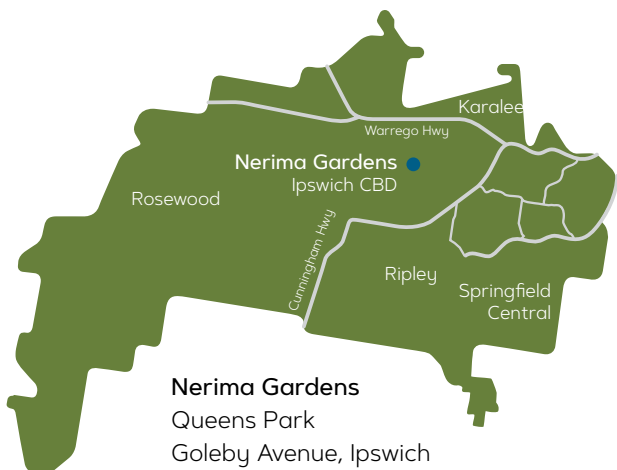 Karalee
Warrego Hwy
Nerima Gardens
Ipswich CBD
Rosewood
Cunningham Hwy
Ripley
Springfield
Central
Nerima Gardens
Queens Park
Goleby Avenue, Ipswich